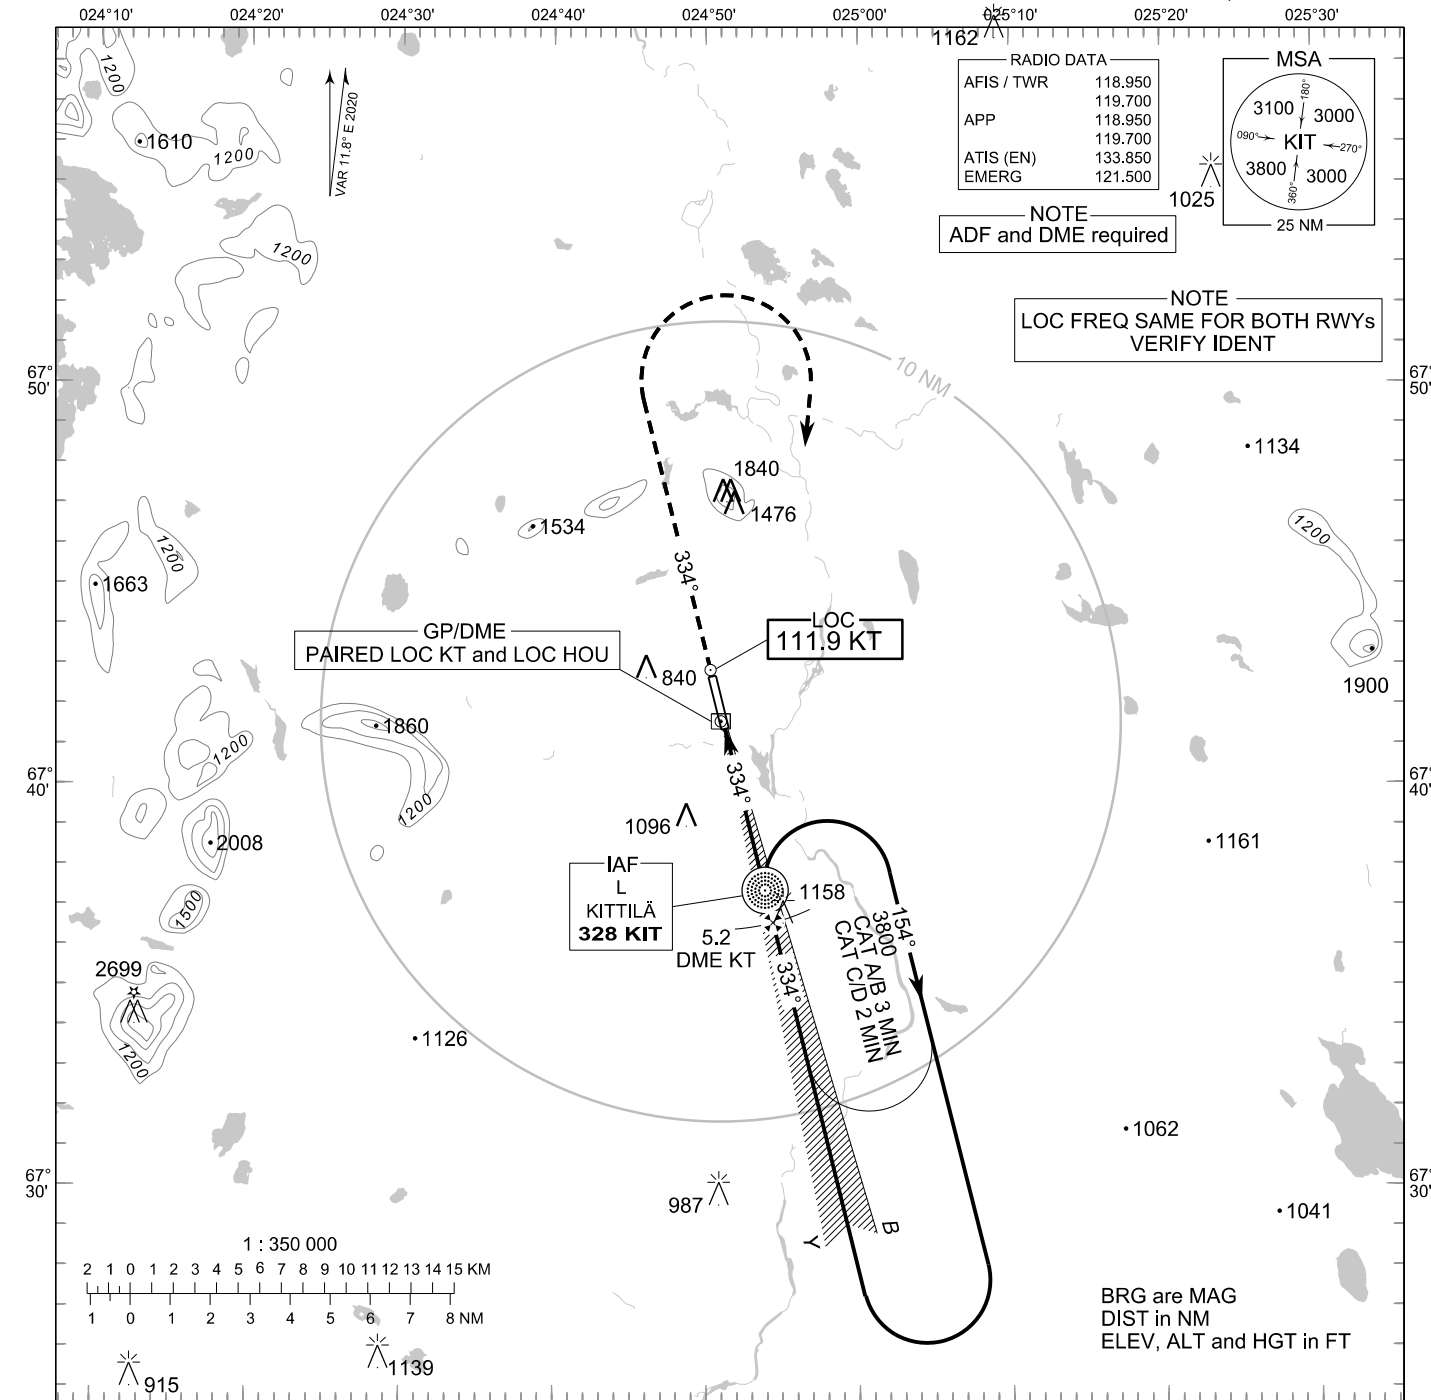 024°10' 024°20' 024°30' 024°40' 024°50' 025°00' 025°10' 025°20' 025°30'
1162
1200
VAR 11.8° E 2020
RADIO DATA
AFIS / TWR 118.950
119.700
APP 118.950
119.700
ATIS (EN) 133.850
EMERG 121.500
MSA
180°
3100 3000
090° KIT 270°
3800 3000
360°
25 NM
1610
1200
1025
NOTE
ADF and DME required
1200
NOTE
LOC FREQ SAME FOR BOTH RWYs
VERIFY IDENT
10 NM
67° 50'
67° 50'
1134
1840
1476
1534
1200
1200
334°
1663
LOC
111.9 KT
GP/DME
PAIRED LOC KT and LOC HOU
840
1900
1860
1200
334°
67° 40'
67° 40'
1200
1096
2008
1161
IAF
L
KITTILÄ
328 KIT
1158
5.2
DME KT
1500
334°
154°
3800
CAT A/B 3 MIN
CAT C/D 2 MIN
2699
1200
1126
1062
67° 30'
67° 30'
987
1041
Y
B
1 : 350 000
2 1 0 1 2 3 4 5 6 7 8 9 10 11 12 13 14 15 KM
1 0 1 2 3 4 5 6 7 8 NM
BRG are MAG
DIST in NM
ELEV, ALT and HGT in FT
1139
915